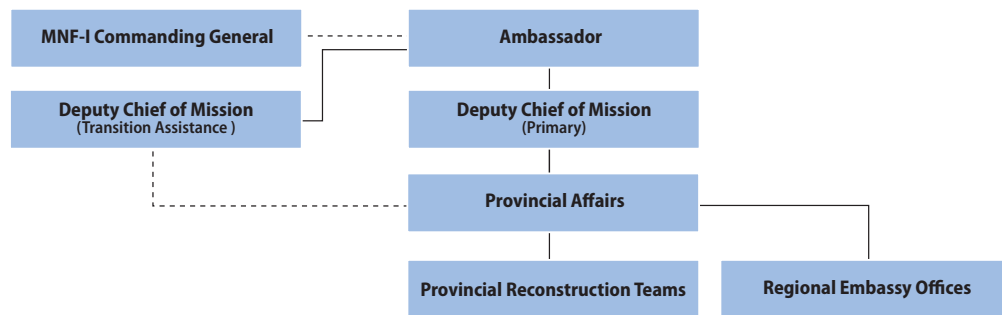 MNF-I Commanding General
Ambassador
Deputy Chief of Mission
(Transition Assistance )
Deputy Chief of Mission
(Primary)
Provincial Affairs
Provincial Reconstruction Teams
Regional Embassy Offices